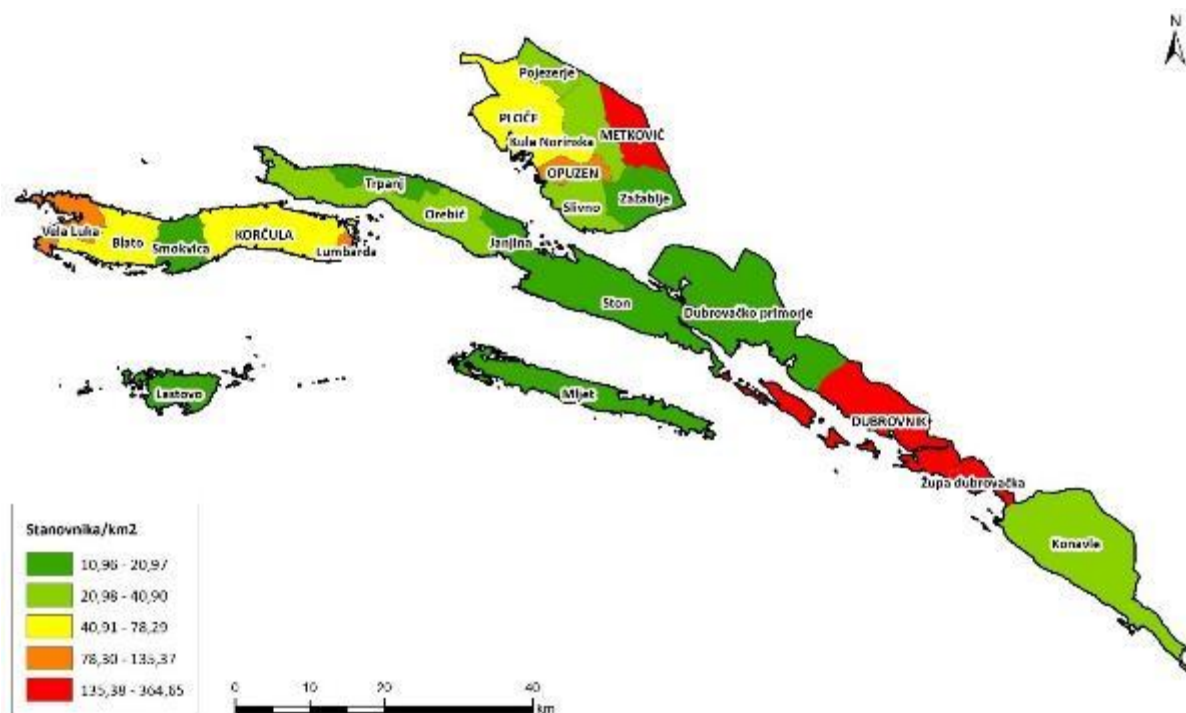 N
Pojezerje
PLOČE
METKOVIĆ
Kula Norinska
OPUZEN
Zažablje
Slivno
Trpanj
Orebić
Janjina
Vela Luka
Blato
Smokvica
KORČULA
Lumbarda
Ston
Dubrovačko primorje
Lastovo
Mljet
DUBROVNIK
Župa dubrovačka
Konavle
Stanovnika/km2
10,96 - 20,97
20,98 - 40,90
40,91 - 78,29
78,30 - 135,37
135,38 - 364,65
0 10 20 40
km